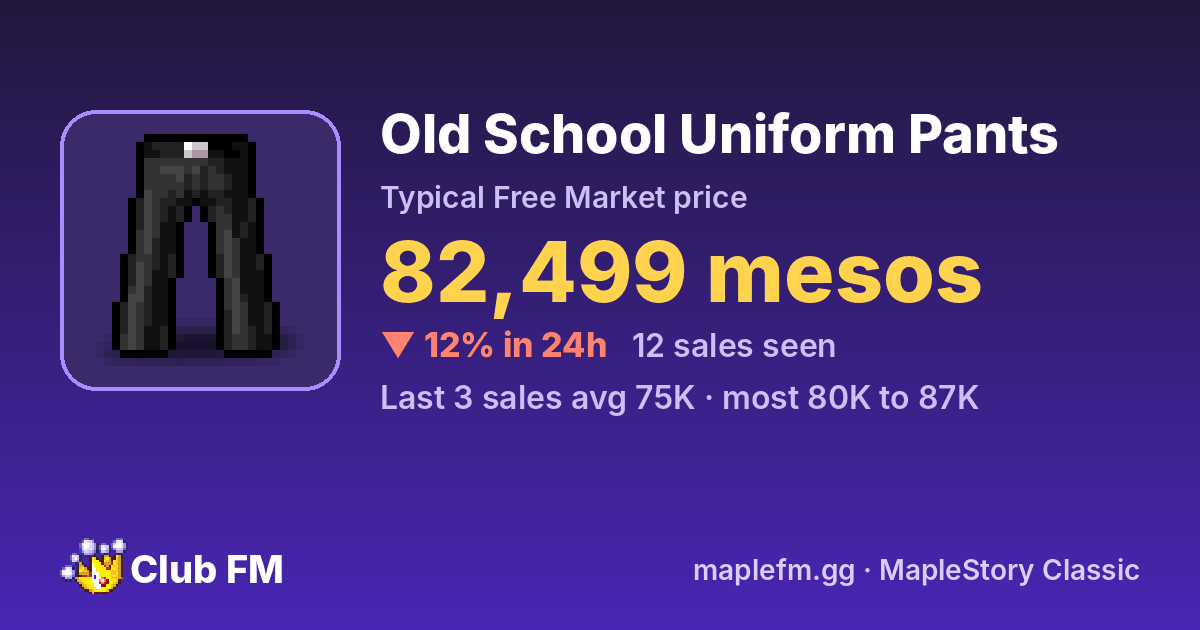 Old School Uniform Pants
Typical Free Market price
82,499 mesos
▼ 12% in 24h 12 sales seen
Last 3 sales avg 75K · most 80K to 87K
Club FM
maplefm.gg · MapleStory Classic